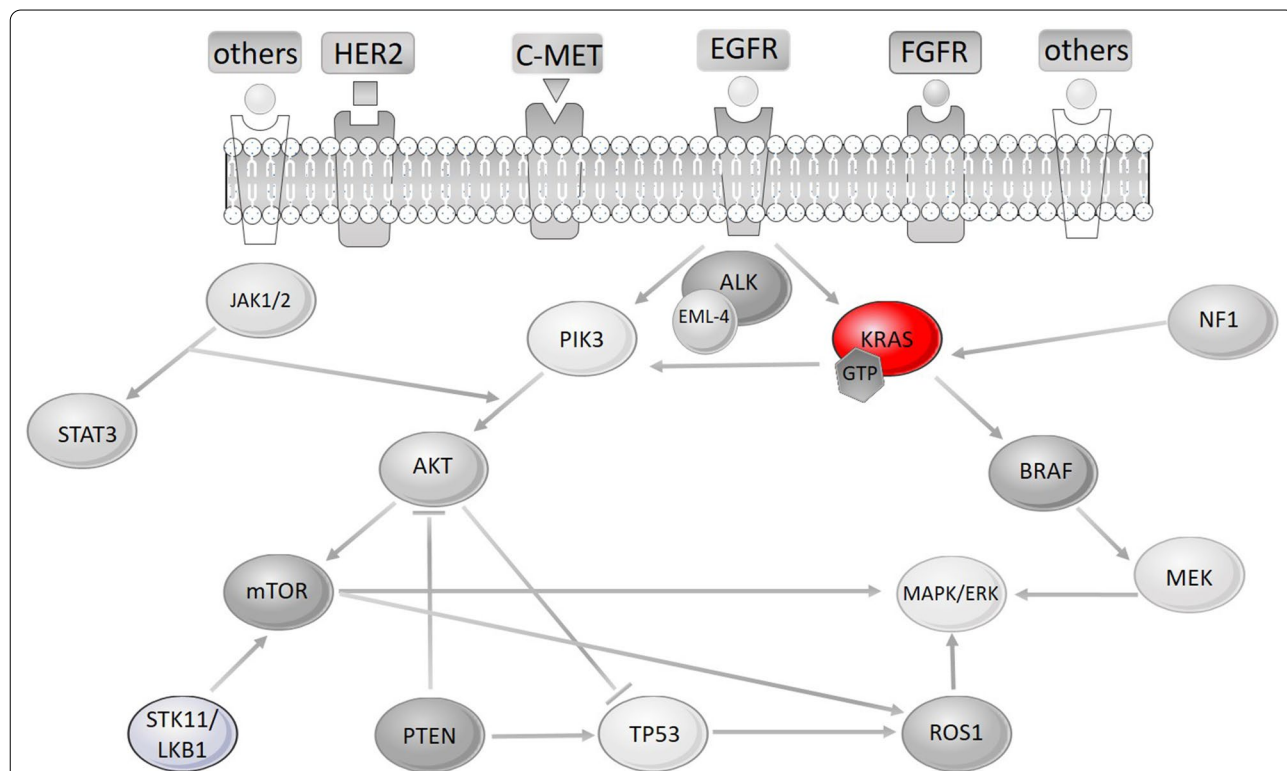 others
HER2
C-MET
EGFR
FGFR
others
JAK1/2
ALK
EML-4
PIK3
KRAS
GTP
NF1
STAT3
AKT
BRAF
mTOR
MAPK/ERK
MEK
STK11/
LKB1
PTEN
TP53
ROS1